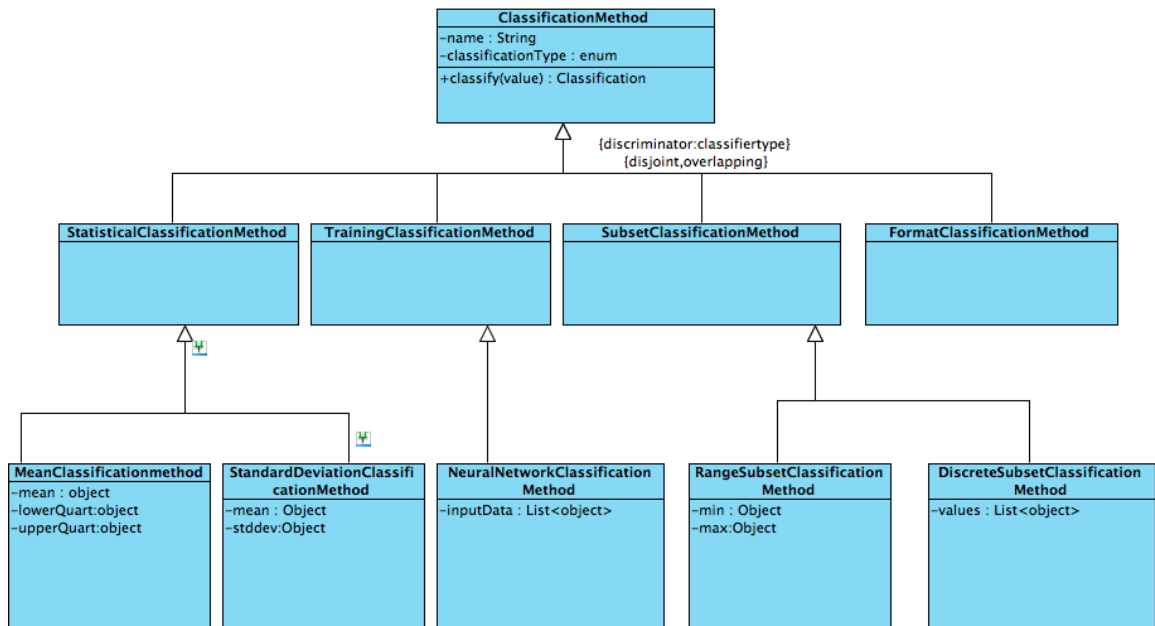 ClassificationMethod
-name : String
-classificationType : enum
+classify(value) : Classification
{discriminator:classifiertype}
{disjoint,overlapping}
StatisticalClassificationMethod
TrainingClassificationMethod
SubsetClassificationMethod
FormatClassificationMethod
MeanClassificationmethod
-mean : object
-lowerQuart:object
-upperQuart:object
StandardDeviationClassifi
cationMethod
-mean : Object
-stddev:Object
NeuralNetworkClassification
Method
-inputData : List<object>
RangeSubsetClassification
Method
-min : Object
-max:Object
DiscreteSubsetClassification
Method
-values : List<object>